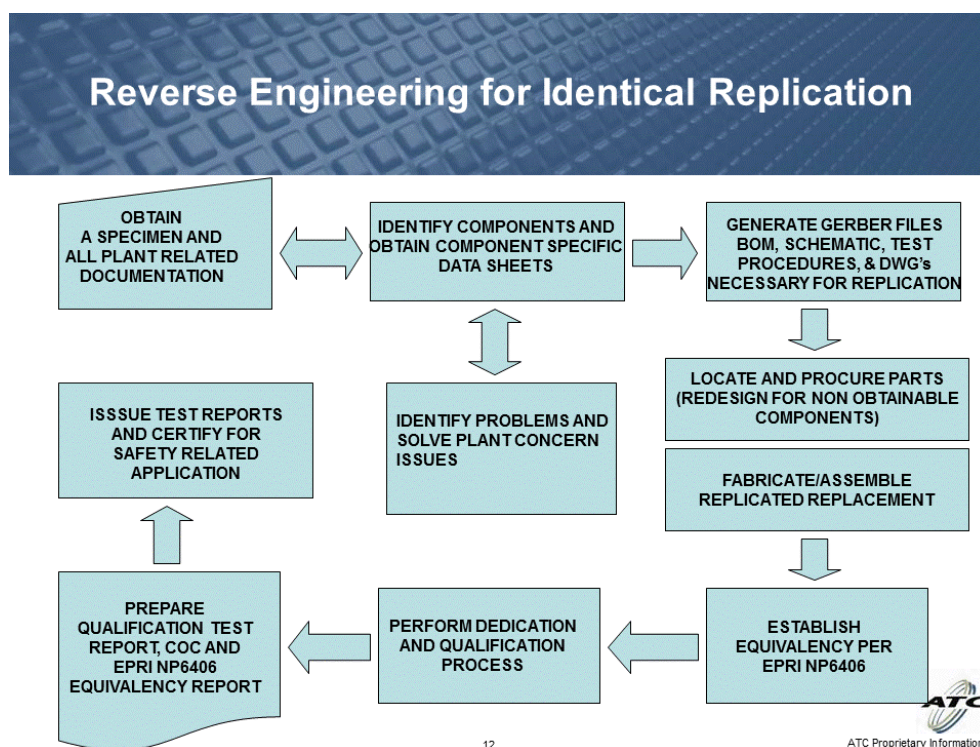 Reverse Engineering for Identical Replication
OBTAIN
A SPECIMEN AND
ALL PLANT RELATED
DOCUMENTATION
IDENTIFY COMPONENTS AND
OBTAIN COMPONENT SPECIFIC
DATA SHEETS
GENERATE GERBER FILES
BOM, SCHEMATIC, TEST
PROCEDURES, & DWG's
NECESSARY FOR REPLICATION
LOCATE AND PROCURE PARTS
(REDESIGN FOR NON OBTAINABLE
COMPONENTS)
ISSSUE TEST REPORTS
AND CERTIFY FOR
SAFETY RELATED
APPLICATION
IDENTIFY PROBLEMS AND
SOLVE PLANT CONCERN
ISSUES
FABRICATE/ASSEMBLE
REPLICATED REPLACEMENT
PREPARE
QUALIFICATION TEST
REPORT, COC AND
EPRI NP6406
EQUIVALENCY REPORT
PERFORM DEDICATION
AND QUALIFICATION
PROCESS
ESTABLISH
EQUIVALENCY PER
EPRI NP6406
ATC
12
ATC Proprietary Information